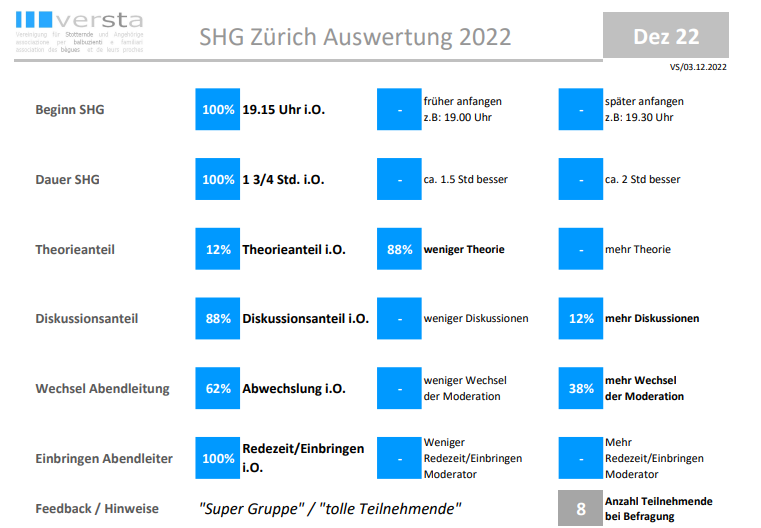 versta
Vereinigung für Stotternde und Angehörige
associazione per balbuzienti e familiari
association des bègues et de leurs proches
SHG Zürich Auswertung 2022
Dez 22
VS/03.12.2022
Beginn SHG
100%
19.15 Uhr i.O.
-
früher anfangen
z.B: 19.00 Uhr
-
später anfangen
z.B: 19.30 Uhr
Dauer SHG
100%
1 3/4 Std. i.O.
-
ca. 1.5 Std besser
-
ca. 2 Std besser
Theorieanteil
12%
Theorieanteil i.O.
88%
weniger Theorie
-
mehr Theorie
Diskussionsanteil
88%
Diskussionsanteil i.O.
-
weniger Diskussionen
12%
mehr Diskussionen
Wechsel Abendleitung
62%
Abwechslung i.O.
-
weniger Wechsel
der Moderation
38%
mehr Wechsel
der Moderation
Einbringen Abendleiter
100%
Redezeit/Einbringen
i.O.
-
Weniger
Redezeit/Einbringen
Moderator
-
Mehr
Redezeit/Einbringen
Moderator
Feedback / Hinweise
"Super Gruppe" / "tolle Teilnehmende"
8
Anzahl Teilnehmende
bei Befragung